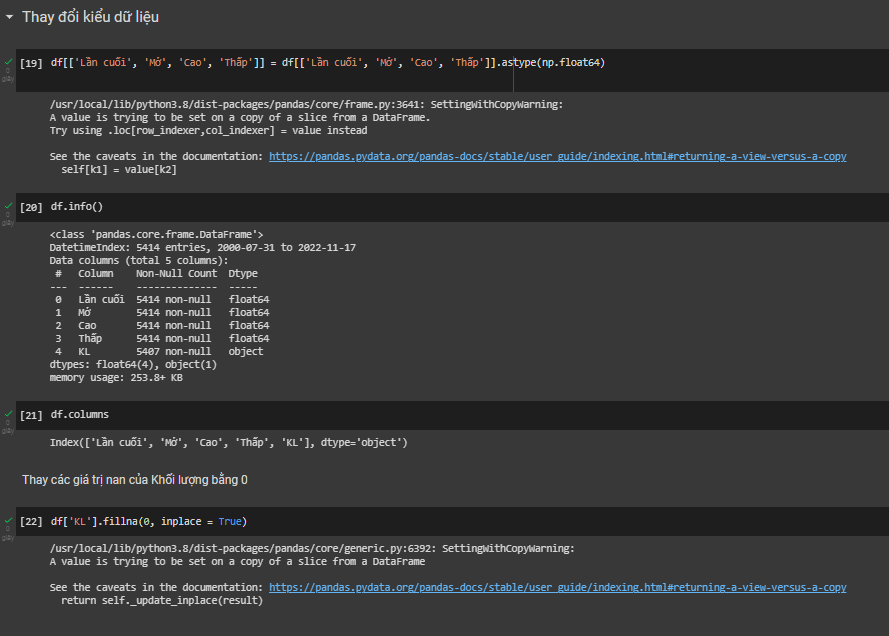 Thay đổi kiểu dữ liệu
[19] df[['Lần cuối', 'Mở', 'Cao', 'Thấp']] = df[['Lần cuối', 'Mở', 'Cao', 'Thấp']].astype(np.float64)
0
giây
/usr/local/lib/python3.8/dist-packages/pandas/core/frame.py:3641: SettingWithCopyWarning:
A value is trying to be set on a copy of a slice from a DataFrame.
Try using .loc[row_indexer,col_indexer] = value instead
See the caveats in the documentation: https://pandas.pydata.org/pandas-docs/stable/user_guide/indexing.html#returning-a-view-versus-a-copy
self[k1] = value[k2]
[20] df.info()
0
giây
<class 'pandas.core.frame.DataFrame'>
DatetimeIndex: 5414 entries, 2000-07-31 to 2022-11-17
Data columns (total 5 columns):
#   Column    Non-Null Count  Dtype
---  ------    --------------  -----
0   Lần cuối  5414 non-null   float64
1   Mở        5414 non-null   float64
2   Cao       5414 non-null   float64
3   Thấp      5414 non-null   float64
4   KL        5407 non-null   object
dtypes: float64(4), object(1)
memory usage: 253.8+ KB
[21] df.columns
0
giây
Index(['Lần cuối', 'Mở', 'Cao', 'Thấp', 'KL'], dtype='object')
Thay các giá trị nan của Khối lượng bằng 0
[22] df['KL'].fillna(0, inplace = True)
0
giây
/usr/local/lib/python3.8/dist-packages/pandas/core/generic.py:6392: SettingWithCopyWarning:
A value is trying to be set on a copy of a slice from a DataFrame
See the caveats in the documentation: https://pandas.pydata.org/pandas-docs/stable/user_guide/indexing.html#returning-a-view-versus-a-copy
return self._update_inplace(result)